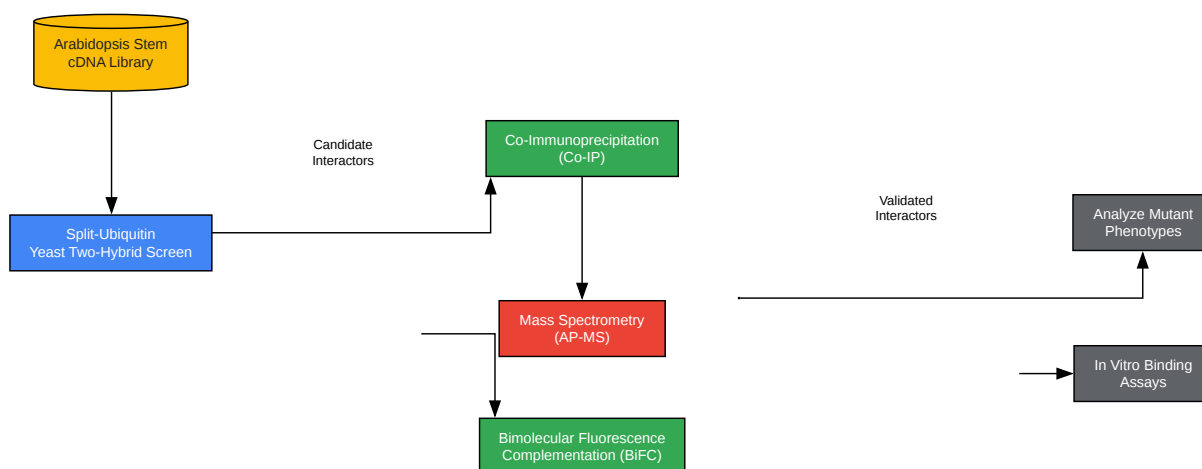 Arabidopsis Stem
cDNA Library
Candidate
Interactors
Co-Immunoprecipitation
(Co-IP)
Split-Ubiquitin
Yeast Two-Hybrid Screen
Validated
Interactors
Analyze Mutant
Phenotypes
Mass Spectrometry
(AP-MS)
In Vitro Binding
Assays
Bimolecular Fluorescence
Complementation (BiFC)